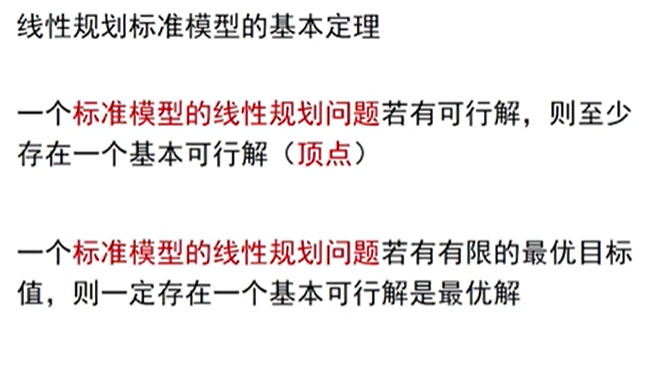 线性规划标准模型的基本定理
一个标准模型的线性规划问题若有可行解，则至少
存在一个基本可行解（顶点）
一个标准模型的线性规划问题若有有限的最优目标
值，则一定存在一个基本可行解是最优解